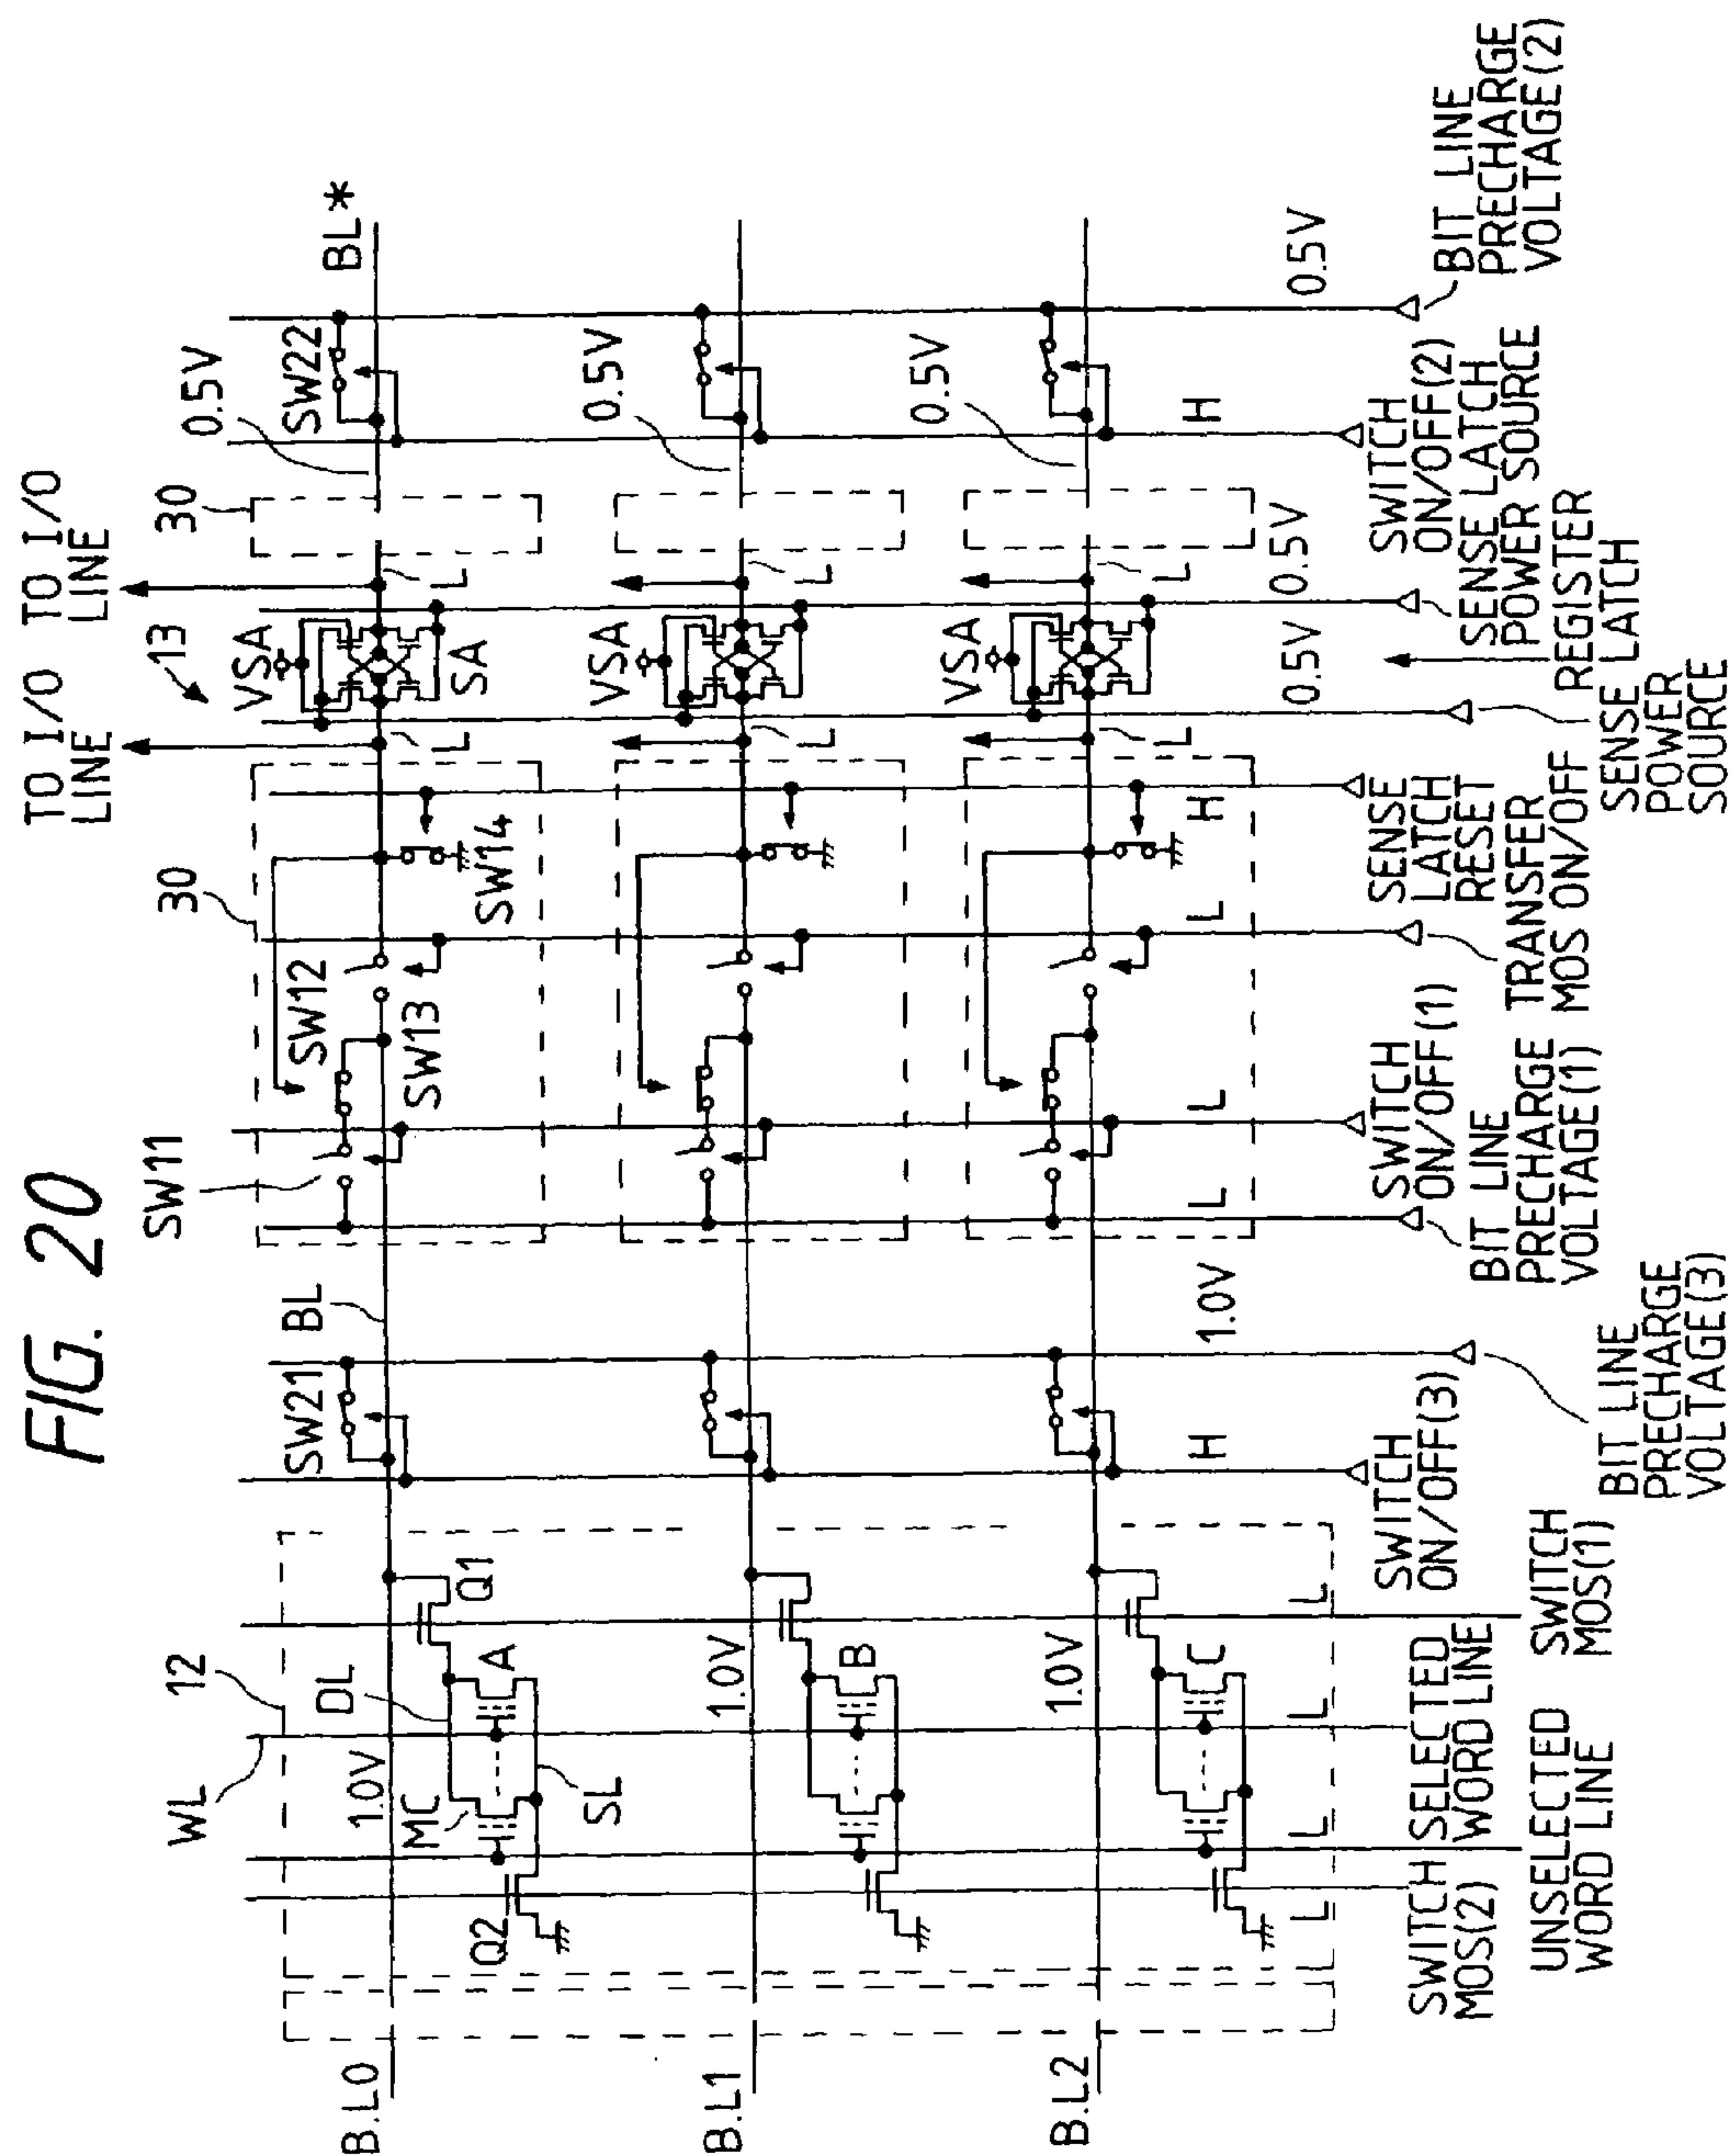 FIG. 20
TO I/O
LINE
TO I/O
LINE
13
30
30
SW11
12
WL
BL*
0.5V
SW22
VSA
SA
L
L
SW14
SW12
SW13
BL
SW21
Q1
A
DL
1.0V
MC
SL
Q2
B.L0
0.5V
VSA
L
L
1.0V
B
B.L1
0.5V
VSA
L
L
1.0V
C
B.L2
L
L
L
L
H
1.0V
L
L
L
H
0.5V
0.5V
H
0.5V
SWITCH
MOS(2)
UNSELECTED
WORD LINE
SELECTED
WORD LINE
SWITCH
MOS(1)
SWITCH
ON/OFF(3)
BIT LINE
PRECHARGE
VOLTAGE(3)
BIT LINE
PRECHARGE
VOLTAGE(1)
SWITCH
ON/OFF(1)
TRANSFER
MOS ON/OFF
SENSE
LATCH
RESET
SENSE LATCH
POWER
SOURCE
REGISTER
SENSE LATCH
POWER SOURCE
SWITCH
ON/OFF(2)
BIT LINE
PRECHARGE
VOLTAGE(2)